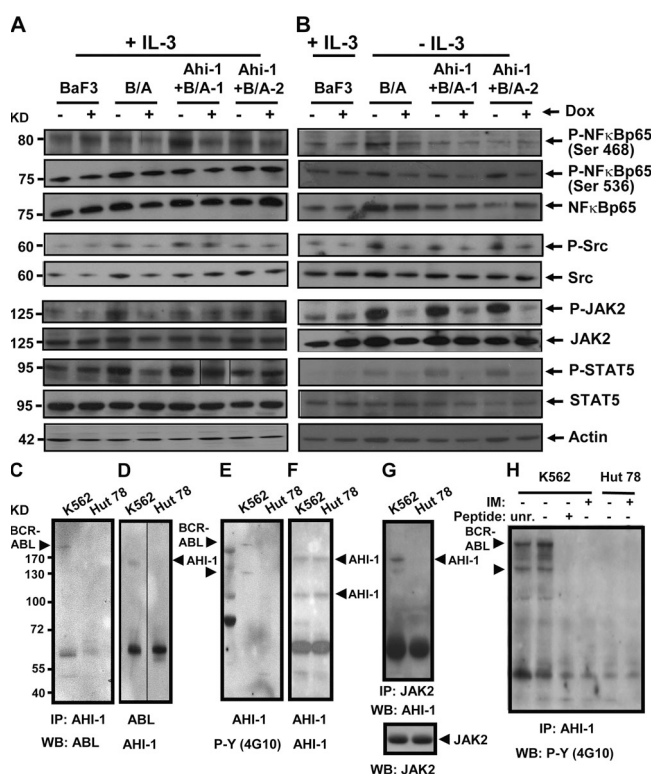 A
B
+ IL-3
+ IL-3
- IL-3
BaF3
B/A
Ahi-1
+B/A-1
Ahi-1
+B/A-2
BaF3
B/A
Ahi-1
+B/A-1
Ahi-1
+B/A-2
KD
- + - + - + - +
- + - + - + - +
Dox
80
P-NFκBp65
(Ser 468)
75
P-NFκBp65
(Ser 536)
75
NFκBp65
60
P-Src
60
Src
125
P-JAK2
125
JAK2
95
P-STAT5
95
STAT5
42
Actin
C
D
E
F
G
H
KD
K562
Hut 78
K562
Hut 78
K562
Hut 78
K562
Hut 78
K562
Hut 78
K562
Hut 78
IM: - - - + - +
Peptide: unr. - + - - -
BCR-
ABL
170
130
100
72
55
40
AHI-1
BCR-
ABL
AHI-1
AHI-1
AHI-1
BCR-
ABL
IP: AHI-1
WB: ABL
ABL
AHI-1
AHI-1
P-Y (4G10)
AHI-1
AHI-1
IP: JAK2
WB: AHI-1
JAK2
WB: JAK2
IP: AHI-1
WB: P-Y (4G10)